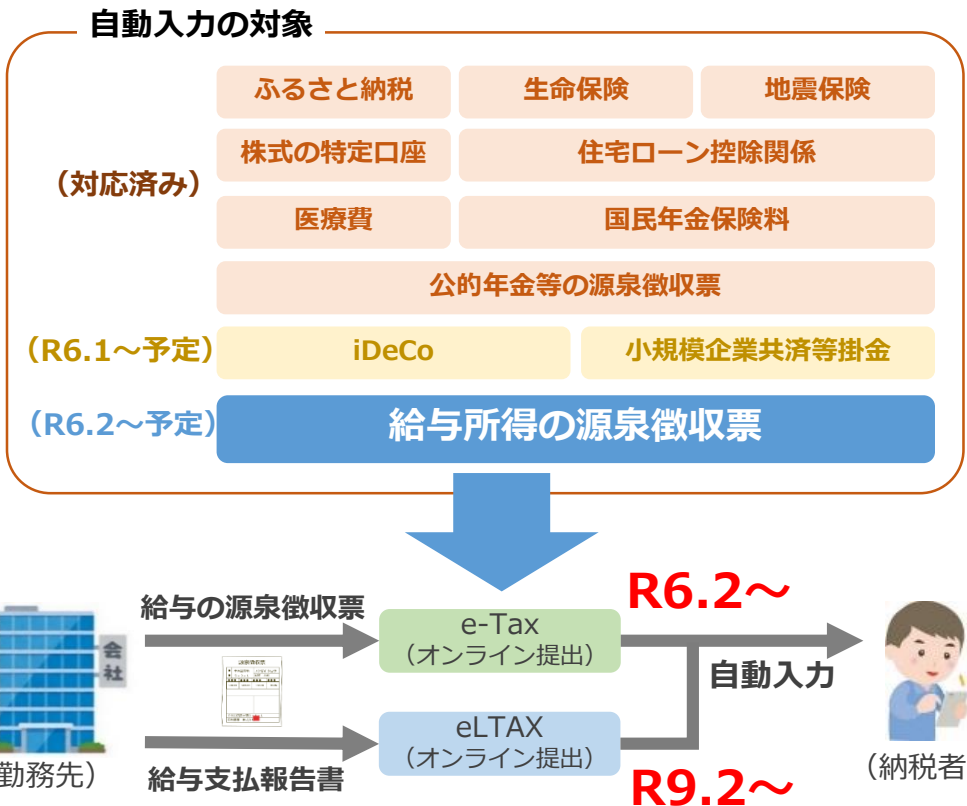 自動入力の対象
ふるさと納税
生命保険
地震保険
(対応済み)
株式の特定口座
住宅ローン控除関係
医療費
国民年金保険料
公的年金等の源泉徴収票
(R6.1～予定)
iDeCo
小規模企業共済等掛金
(R6.2～予定)
給与所得の源泉徴収票
給与の源泉徴収票
e-Tax
(オンライン提出)
R6.2～
会社
源泉徴収票
自動入力
eLTAX
(オンライン提出)
給与支払報告書
R9.2～
勤務先)
(納税者